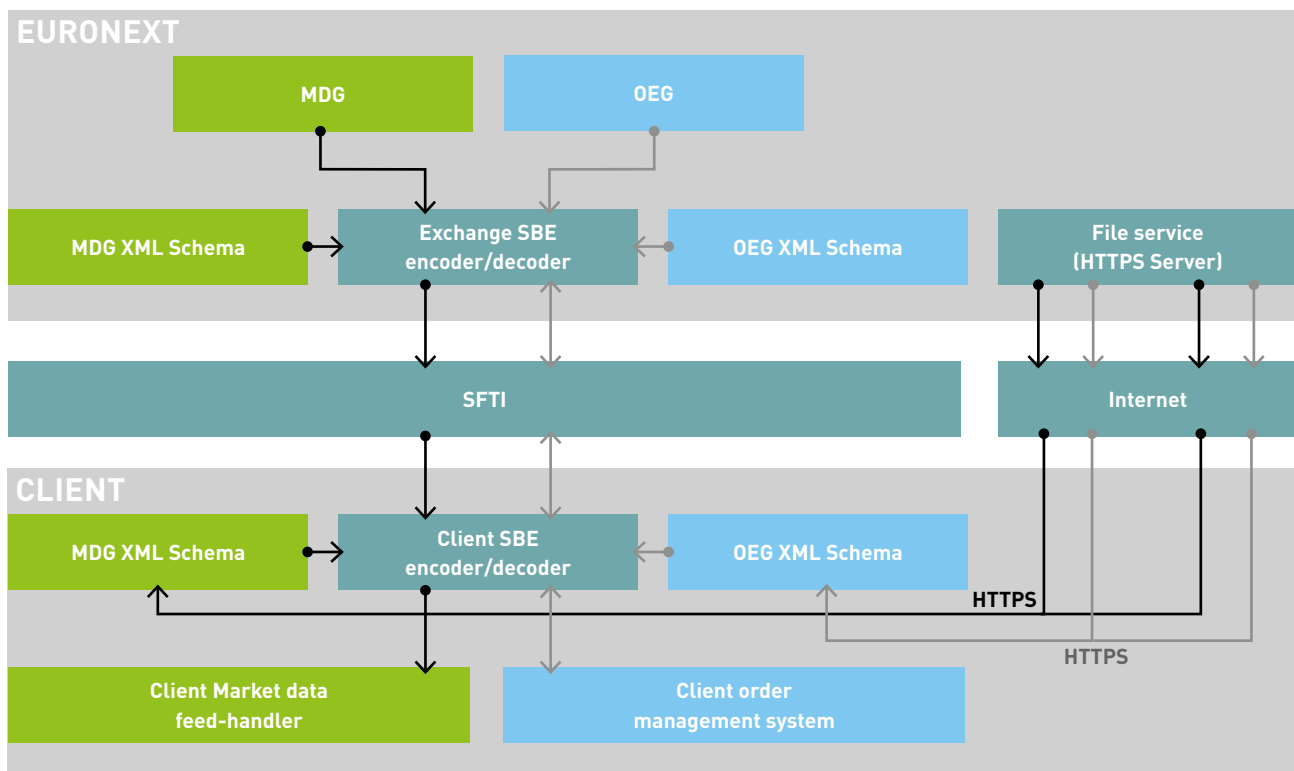 EURONEXT
MDG
OEG
MDG XML Schema
Exchange SBE
encoder/decoder
OEG XML Schema
File service
(HTTPS Server)
SFTI
Internet
CLIENT
MDG XML Schema
Client SBE
encoder/decoder
OEG XML Schema
HTTPS
HTTPS
Client Market data
feed-handler
Client order
management system